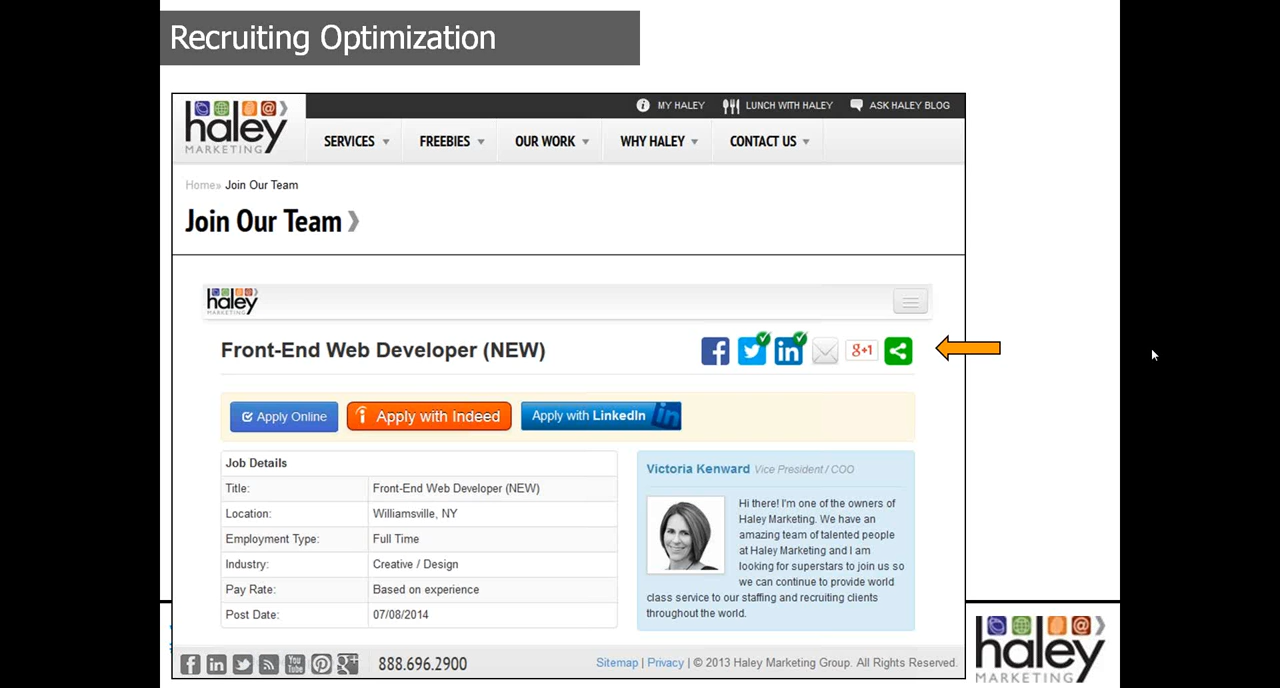 Recruiting Optimization
haley
MARKETING
MY HALEY
LUNCH WITH HALEY
ASK HALEY BLOG
SERVICES
FREEBIES
OUR WORK
WHY HALEY
CONTACT US
Home» Join Our Team
Join Our Team
haley
MARKETING
Front-End Web Developer (NEW)
g+1
Apply Online
Apply with Indeed
Apply with LinkedIn
Job Details
Title: Front-End Web Developer (NEW)
Location: Williamsville, NY
Employment Type: Full Time
Industry: Creative / Design
Pay Rate: Based on experience
Post Date: 07/08/2014
Victoria Kenward Vice President / COO
Hi there! I'm one of the owners of
Haley Marketing. We have an
amazing team of talented people
at Haley Marketing and I am
looking for superstars to join us so
we can continue to provide world
class service to our staffing and recruiting clients
throughout the world.
You Tube
888.696.2900
Sitemap | Privacy | © 2013 Haley Marketing Group. All Rights Reserved.
haley
MARKETING